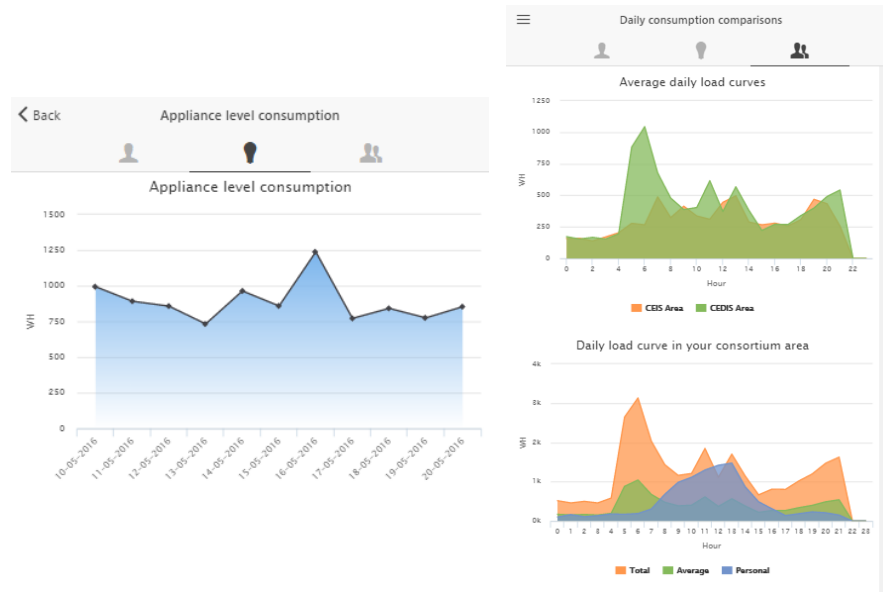 Back
Appliance level consumption
Appliance level consumption
1500
1250
1000
750
500
250
0
WH
10-05-2016
11-05-2016
12-05-2016
13-05-2016
14-05-2016
15-05-2016
16-05-2016
17-05-2016
18-05-2016
19-05-2016
20-05-2016
Daily consumption comparisons
Average daily load curves
1250
1000
750
500
250
0
WH
0 2 4 6 8 10 12 14 16 18 20 22
Hour
CEIS Area CEDIS Area
Daily load curve in your consortium area
4k
3k
2k
1k
0k
WH
0 1 2 3 4 5 6 7 8 9 10 11 12 13 14 15 16 17 18 19 20 21 22 23
Hour
Total Average Personal